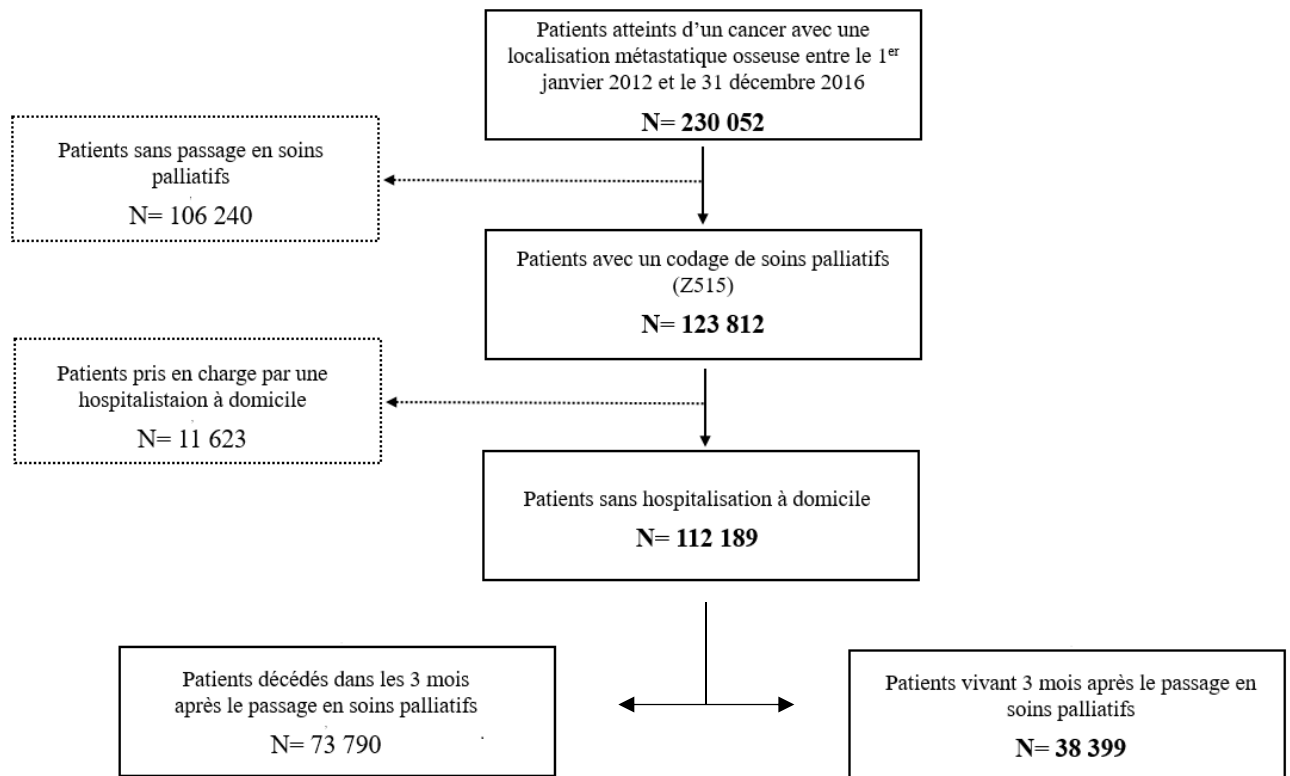 Patients atteints d'un cancer avec une
localisation métastatique osseuse entre le 1er
janvier 2012 et le 31 décembre 2016
N= 230 052
Patients sans passage en soins
palliatifs
N= 106 240
Patients avec un codage de soins palliatifs
(Z515)
N= 123 812
Patients pris en charge par une
hospitalistaion à domicile
N= 11 623
Patients sans hospitalisation à domicile
N= 112 189
Patients décédés dans les 3 mois
après le passage en soins palliatifs
N= 73 790
Patients vivant 3 mois après le passage en
soins palliatifs
N= 38 399